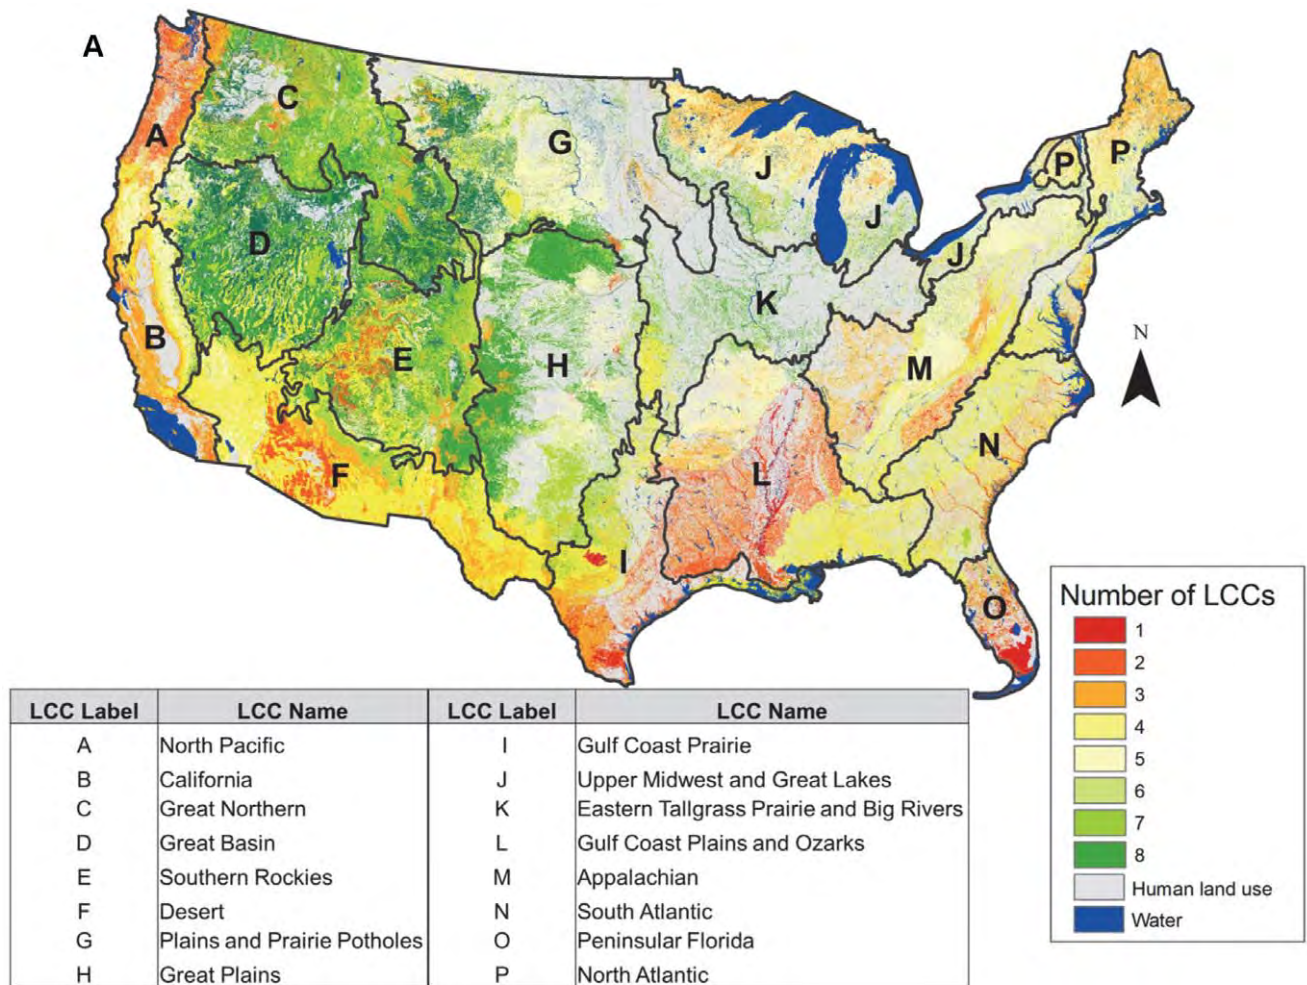 A
C
G
J
P
P
A
J
D
J
K
B
E
H
M
N
N
F
L
I
O
Number of LCCs
1
2
3
4
5
6
7
8
Human land use
Water
LCC Label LCC Name LCC Label LCC Name
A North Pacific I Gulf Coast Prairie
B California J Upper Midwest and Great Lakes
C Great Northern K Eastern Tallgrass Prairie and Big Rivers
D Great Basin L Gulf Coast Plains and Ozarks
E Southern Rockies M Appalachian
F Desert N South Atlantic
G Plains and Prairie Potholes O Peninsular Florida
H Great Plains P North Atlantic